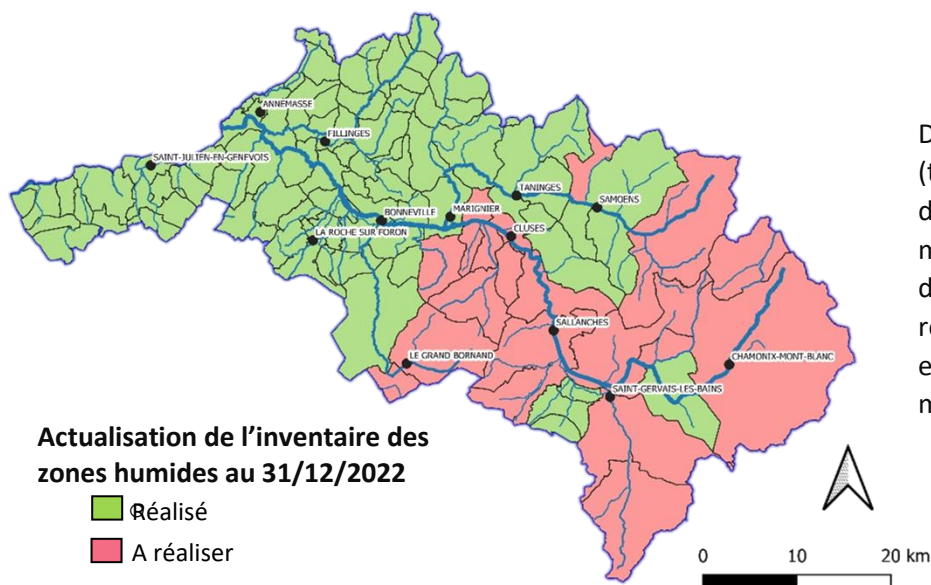 ANNEMASSE
FILLINGES
SAINT-JULIEN-EN-GENEVOIS
TANINGES
SAMOENS
BONNEVILLE
MARIGNIER
LA ROCHE SUR FORON
CLUSES
SALLANCHES
LE GRAND BORNAND
CHAMONIX-MONT-BLANC
SAINT-GERVAIS-LES-BAINS
Actualisation de l’inventaire des
zones humides au 31/12/2022
Réalisé
A réaliser
0 10 20 km
D
(t
d
n
d
r
e
m